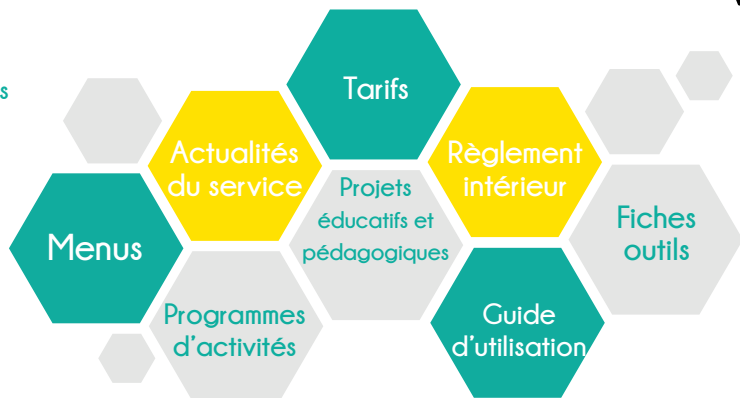 Tarifs
Actualités
du service
Règlement
intérieur
Projets
éducatifs et
pédagogiques
Menus
Fiches
outils
Programmes
d'activités
Guide
d'utilisation